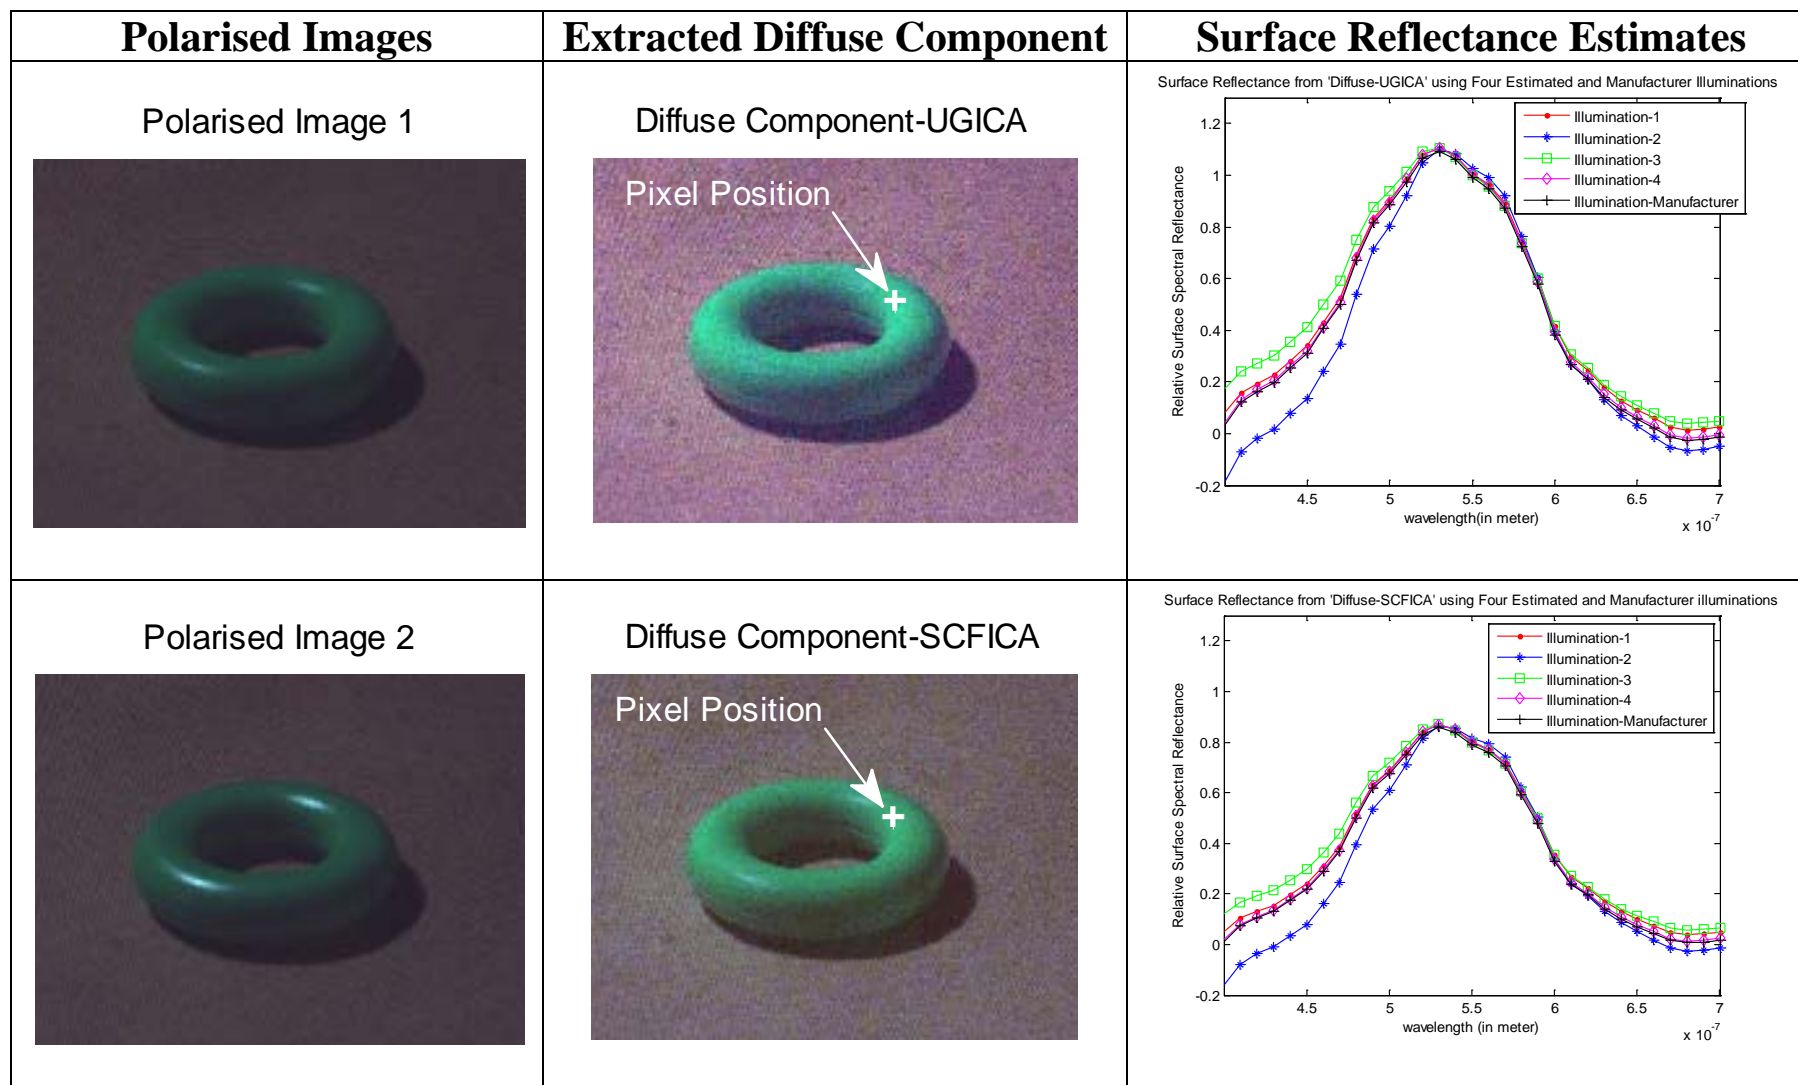 Polarised Images
Extracted Diffuse Component
Surface Reflectance Estimates
Polarised Image 1
Diffuse Component-UGICA
Pixel Position
Surface Reflectance from 'Diffuse-UGICA' using Four Estimated and Manufacturer Illuminations
Relative Surface Spectral Reflectance
1.2
1
0.8
0.6
0.4
0.2
0
-0.2
Illumination-1
Illumination-2
Illumination-3
Illumination-4
Illumination-Manufacturer
4.5 5 5.5 6 6.5 7
wavelength(in meter)
x 10-7
Polarised Image 2
Diffuse Component-SCFICA
Pixel Position
Surface Reflectance from 'Diffuse-SCFICA' using Four Estimated and Manufacturer illuminations
Relative Surface Spectral Reflectance
1.2
1
0.8
0.6
0.4
0.2
0
-0.2
Illumination-1
Illumination-2
Illumination-3
Illumination-4
Illumination-Manufacturer
4.5 5 5.5 6 6.5 7
wavelength (in meter)
x 10-7